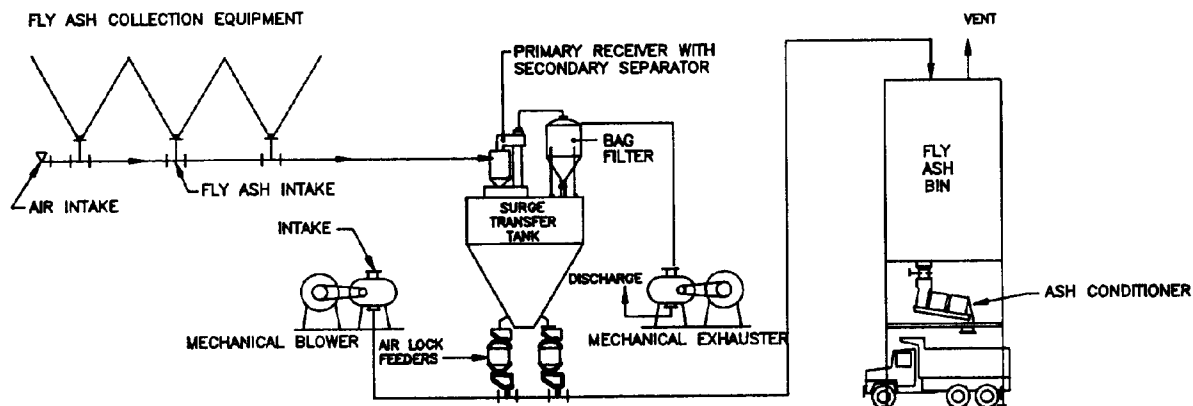 FLY ASH COLLECTION EQUIPMENT
VENT
PRIMARY RECEIVER WITH
SECONDARY SEPARATOR
BAG
FILTER
FLY
ASH
BIN
FLY ASH INTAKE
AIR INTAKE
SURGE
TRANSFER
TANK
INTAKE
DISCHARGE
ASH CONDITIONER
MECHANICAL BLOWER
AIR LOCK
FEEDERS
MECHANICAL EXHAUSTER